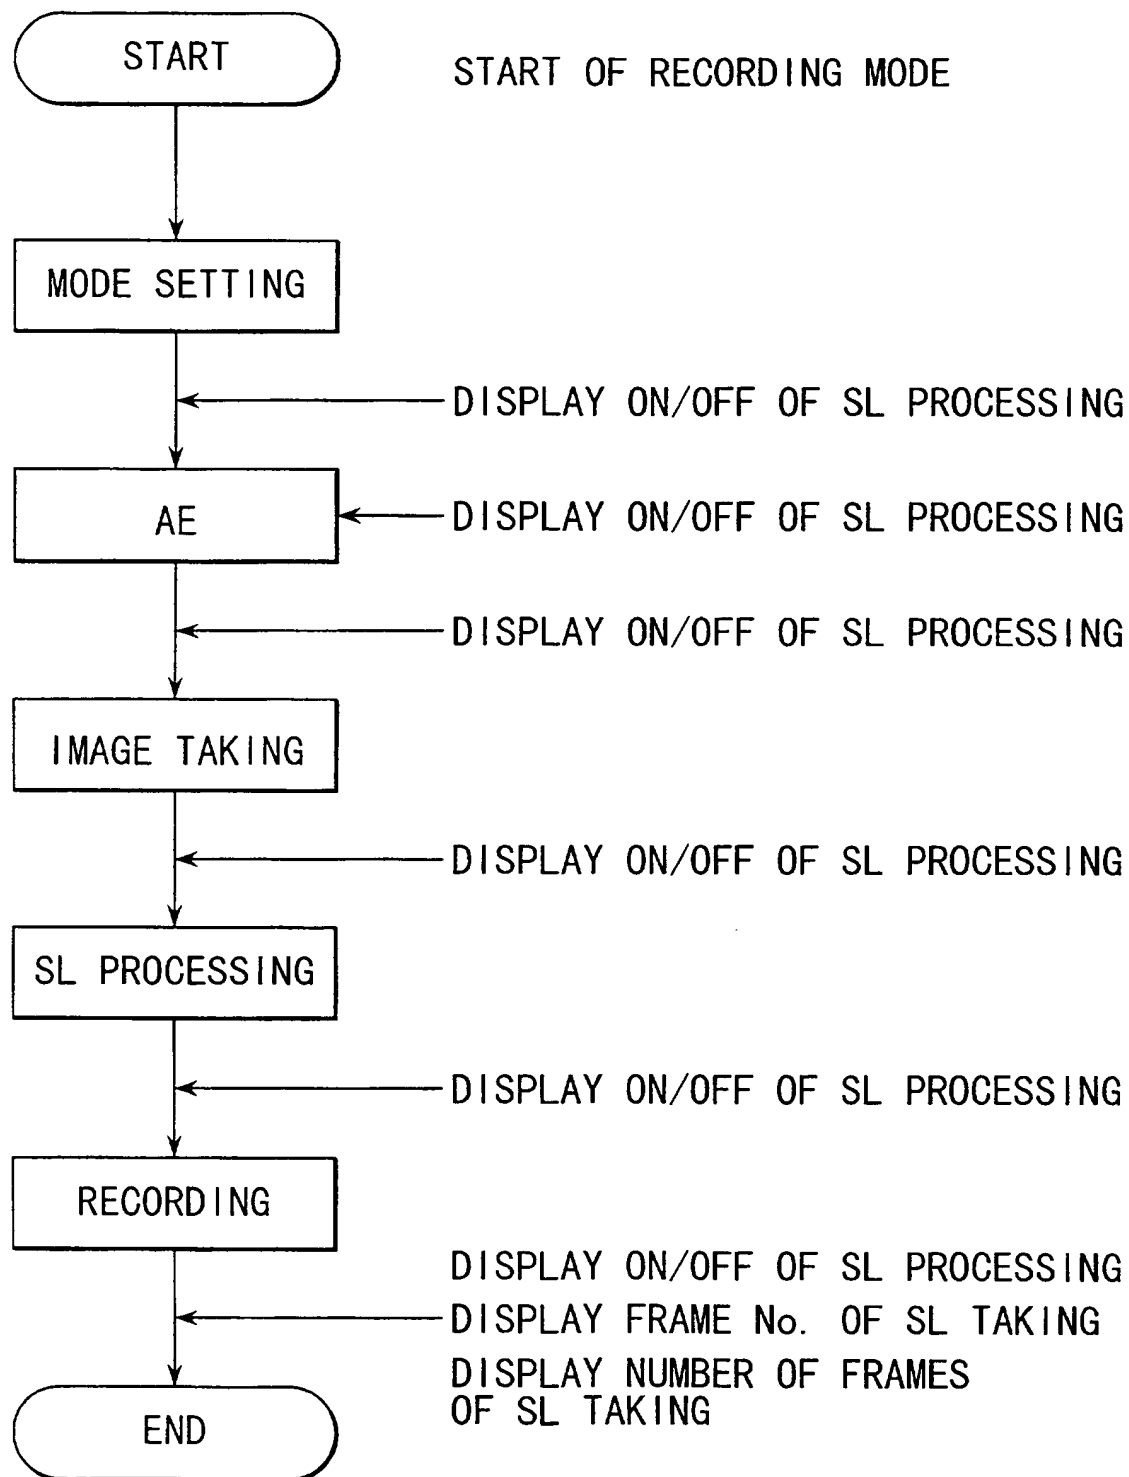 START
START OF RECORDING MODE
MODE SETTING
DISPLAY ON/OFF OF SL PROCESSING
AE
DISPLAY ON/OFF OF SL PROCESSING
DISPLAY ON/OFF OF SL PROCESSING
IMAGE TAKING
DISPLAY ON/OFF OF SL PROCESSING
SL PROCESSING
DISPLAY ON/OFF OF SL PROCESSING
RECORDING
DISPLAY ON/OFF OF SL PROCESSING
DISPLAY FRAME No. OF SL TAKING
DISPLAY NUMBER OF FRAMES
OF SL TAKING
END